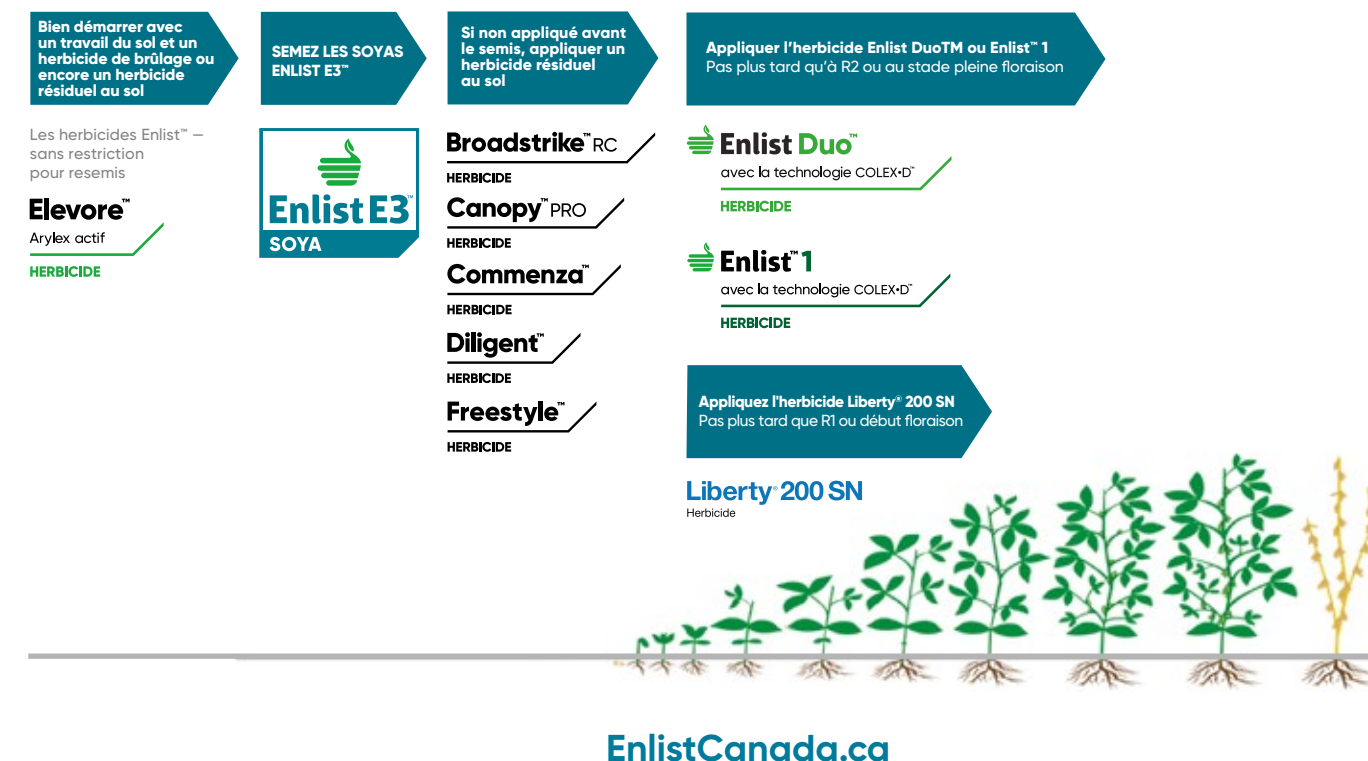 Bien démarrer avec
un travail du sol et un
herbicide de brûlage ou
encore un herbicide
résiduel au sol
Les herbicides Enlist™ —
sans restriction
pour resemis
Elevore™
Arylex actif
HERBICIDE
SEMEZ LES SOYAS
ENLIST E3™
Enlist E3™
SOYA
Si non appliqué avant
le semis, appliquer un
herbicide résiduel
au sol
Broadstrike™ RC
HERBICIDE
Canopy™ PRO
HERBICIDE
Commenza™
HERBICIDE
Diligent™
HERBICIDE
Freestyle™
HERBICIDE
Appliquer l’herbicide Enlist DuoTM ou Enlist™ 1
Pas plus tard qu’à R2 ou au stade pleine floraison
Enlist Duo™
avec la technologie COLEX•D™
HERBICIDE
Enlist™ 1
avec la technologie COLEX•D™
HERBICIDE
Appliquez l'herbicide Liberty® 200 SN
Pas plus tard que R1 ou début floraison
Liberty® 200 SN
Herbicide
EnlistCanada.ca